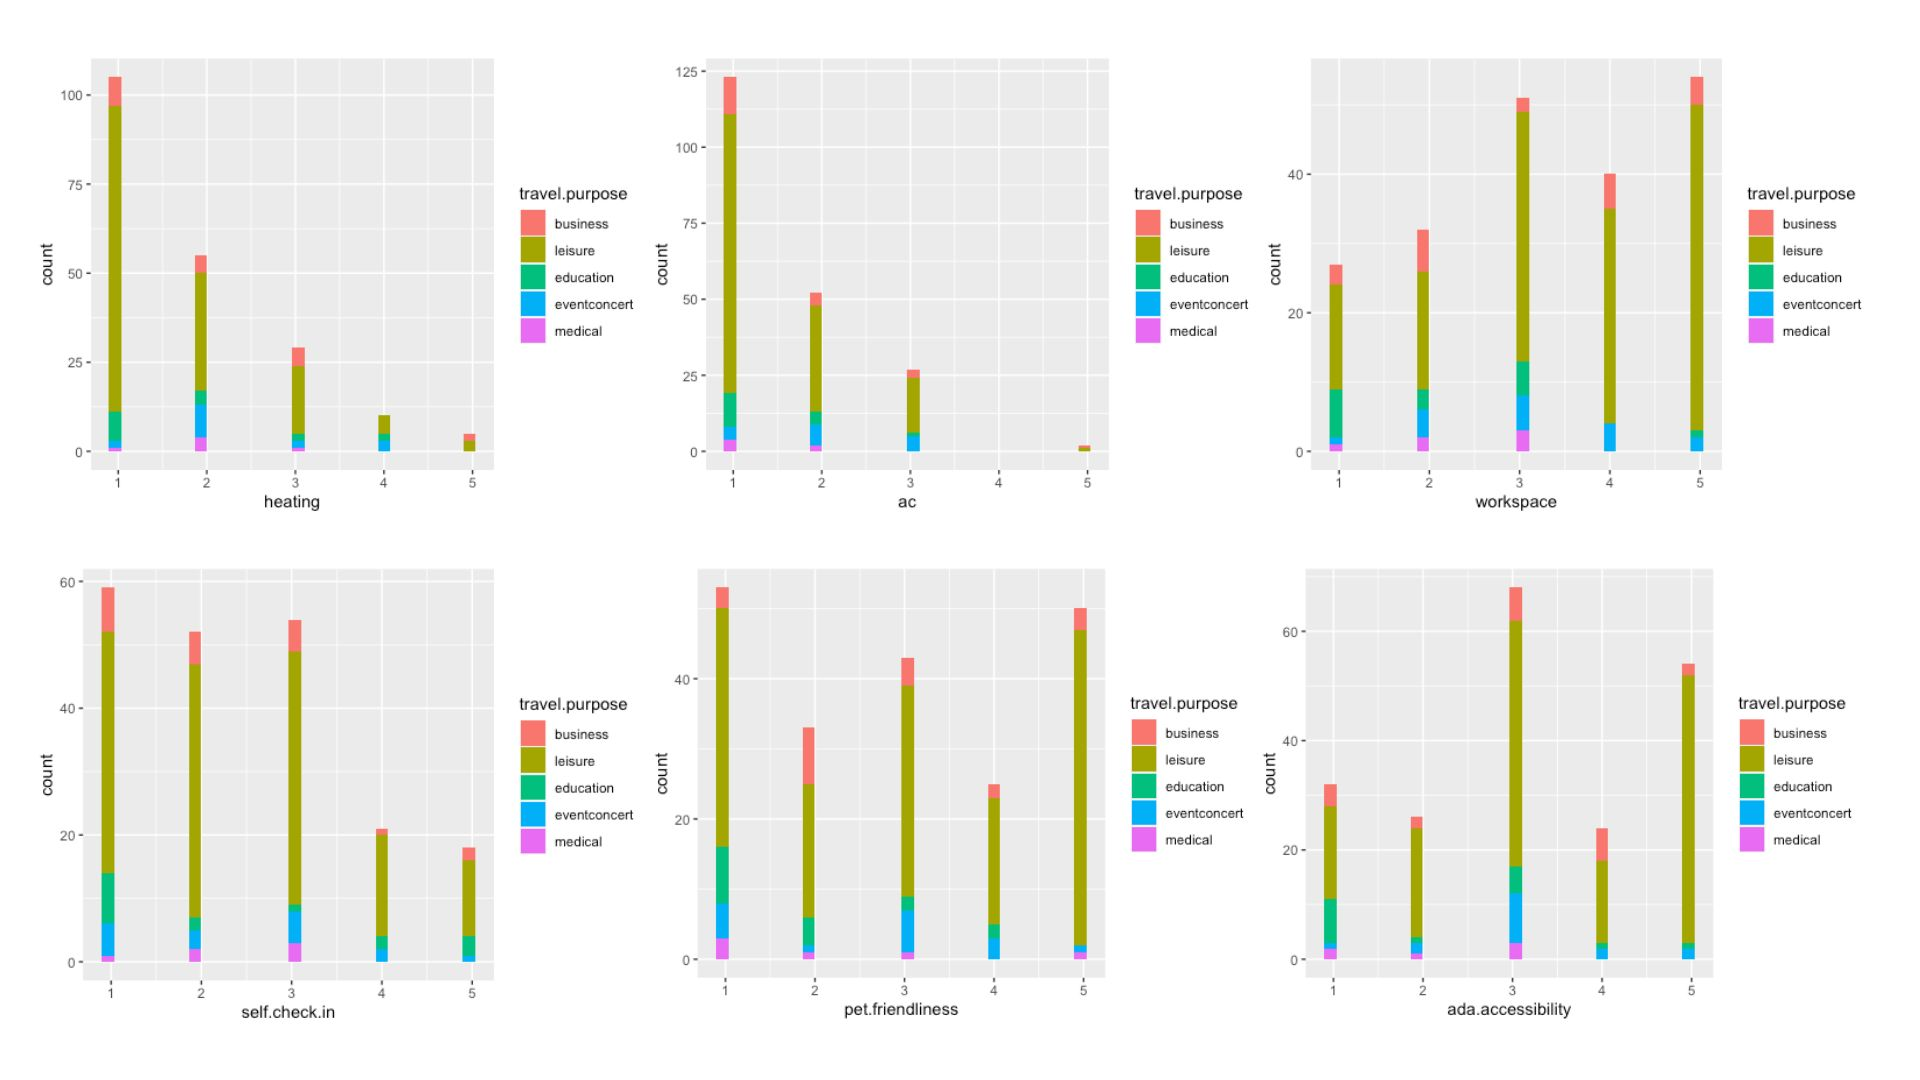 100
75
50
25
0
count
1 2 3 4 5
heating
travel.purpose
business
leisure
education
eventconcert
medical
125
100
75
50
25
0
count
1 2 3 4 5
ac
travel.purpose
business
leisure
education
eventconcert
medical
40
20
0
count
1 2 3 4 5
workspace
travel.purpose
business
leisure
education
eventconcert
medical
60
40
20
0
count
1 2 3 4 5
self.check.in
travel.purpose
business
leisure
education
eventconcert
medical
40
20
0
count
1 2 3 4 5
pet.friendliness
travel.purpose
business
leisure
education
eventconcert
medical
60
40
20
0
count
1 2 3 4 5
ada.accessibility
travel.purpose
business
leisure
education
eventconcert
medical